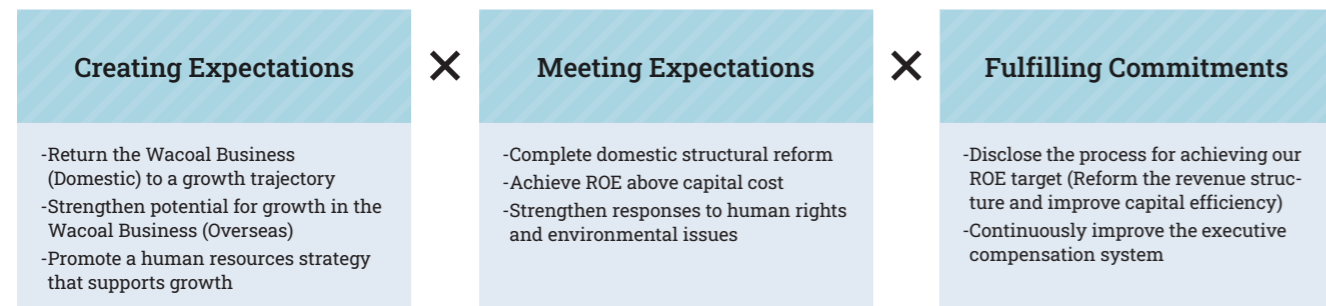 Creating Expectations
×
Meeting Expectations
×
Fulfilling Commitments
-Return the Wacoal Business
(Domestic) to a growth trajectory
-Strengthen potential for growth in the
Wacoal Business (Overseas)
-Promote a human resources strategy
that supports growth
-Complete domestic structural reform
-Achieve ROE above capital cost
-Strengthen responses to human rights
and environmental issues
-Disclose the process for achieving our
ROE target (Reform the revenue struc-
ture and improve capital efficiency)
-Continuously improve the executive
compensation system